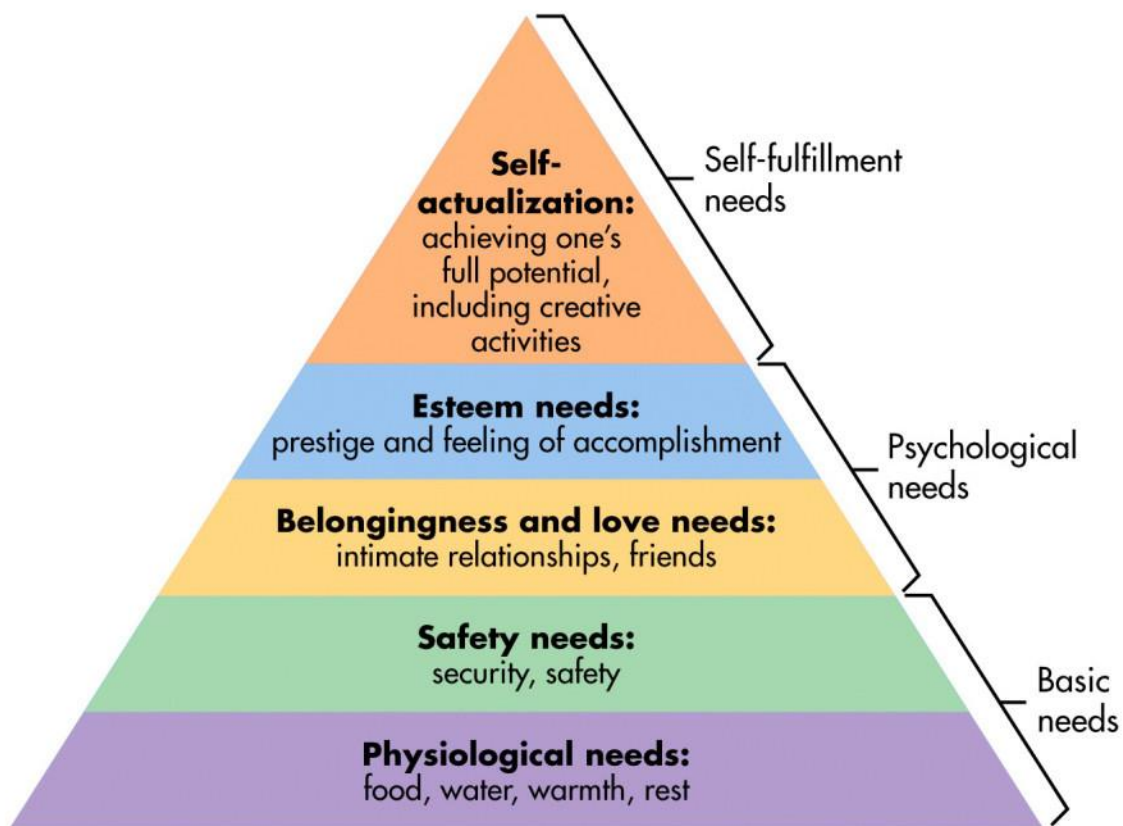 Self-
actualization:
achieving one's
full potential,
including creative
activities
Self-fulfillment
needs
Esteem needs:
prestige and feeling of accomplishment
Psychological
needs
Belongingness and love needs:
intimate relationships, friends
Safety needs:
security, safety
Basic
needs
Physiological needs:
food, water, warmth, rest